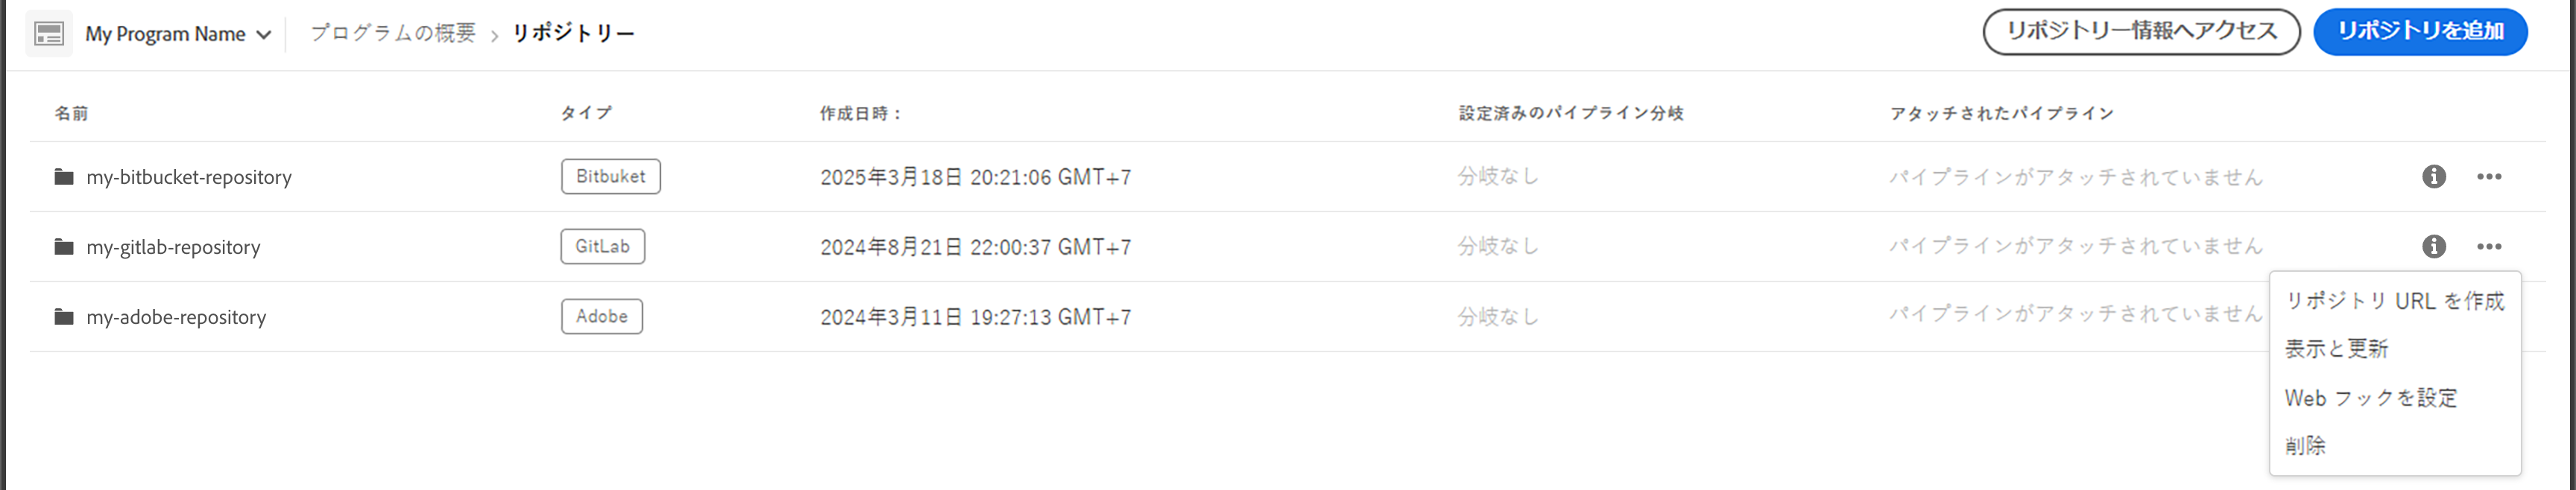 My Program Name プログラムの概要 > リポジトリー リポジトリー情報へアクセス リポジトリを追加
名前 タイプ 作成日時： 設定済みのパイプライン分岐 アタッチされたパイプライン
my-bitbucket-repository Bitbuket 2025年3月18日 20:21:06 GMT+7 分岐なし パイプラインがアタッチされていません
my-gitlab-repository GitLab 2024年8月21日 22:00:37 GMT+7 分岐なし パイプラインがアタッチされていません
my-adobe-repository Adobe 2024年3月11日 19:27:13 GMT+7 分岐なし パイプラインがアタッチされていません
リポジトリ URL を作成
表示と更新
Web フックを設定
削除